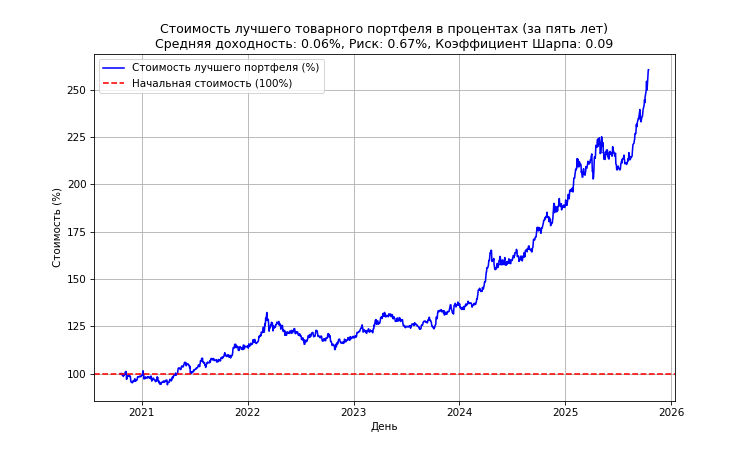 Стоимость лучшего товарного портфеля в процентах (за пять лет)
Средняя доходность: 0.06%, Риск: 0.67%, Коэффициент Шарпа: 0.09
Стоимость лучшего портфеля (%)
Начальная стоимость (100%)
Стоимость (%)
250
225
200
175
150
125
100
2021
2022
2023
2024
2025
2026
День